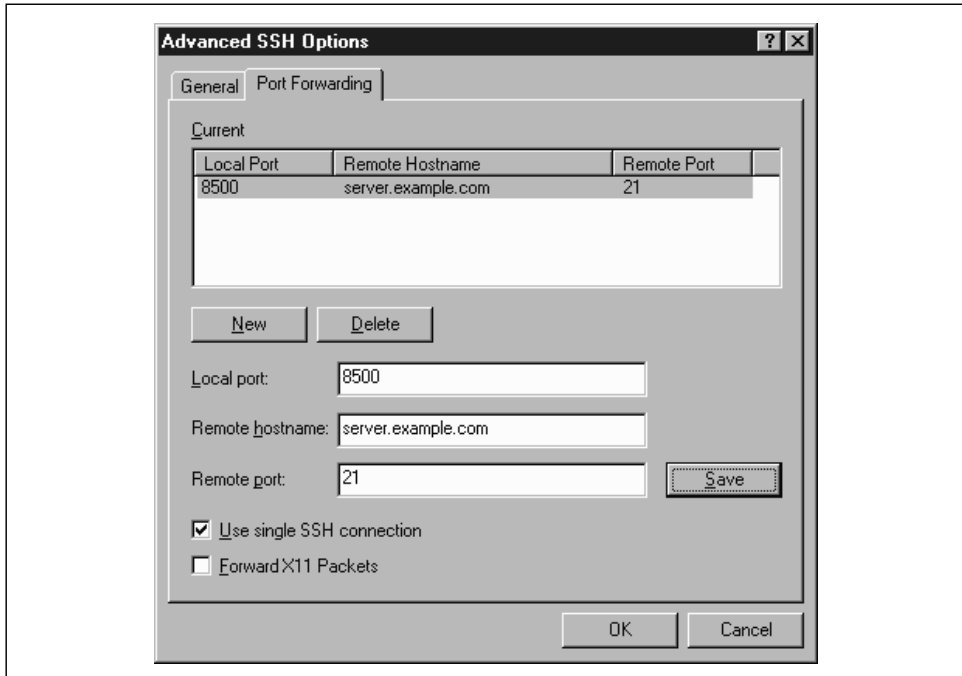 Advanced SSH Options
General Port Forwarding
Current
Local Port Remote Hostname Remote Port
8500 server.example.com 21
New Delete
Local port: 8500
Remote hostname: server.example.com
Remote port: 21 Save
Use single SSH connection
Forward X11 Packets
OK Cancel